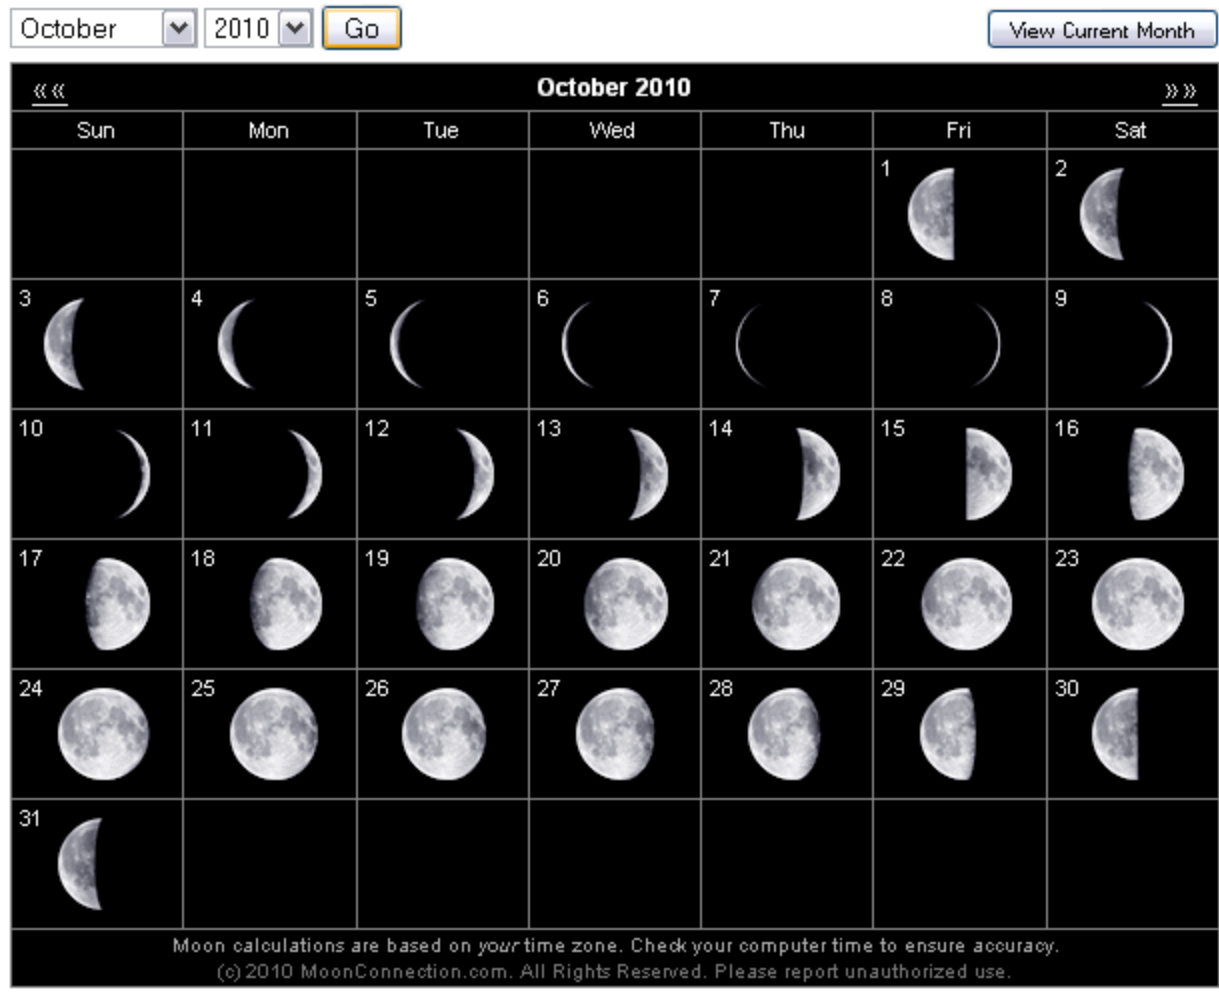 October 2010 Go View Current Month
«« October 2010 »»
Sun Mon Tue Wed Thu Fri Sat
1 2
3 4 5 6 7 8 9
10 11 12 13 14 15 16
17 18 19 20 21 22 23
24 25 26 27 28 29 30
31
Moon calculations are based on your time zone. Check your computer time to ensure accuracy.
(c) 2010 MoonConnection.com. All Rights Reserved. Please report unauthorized use.